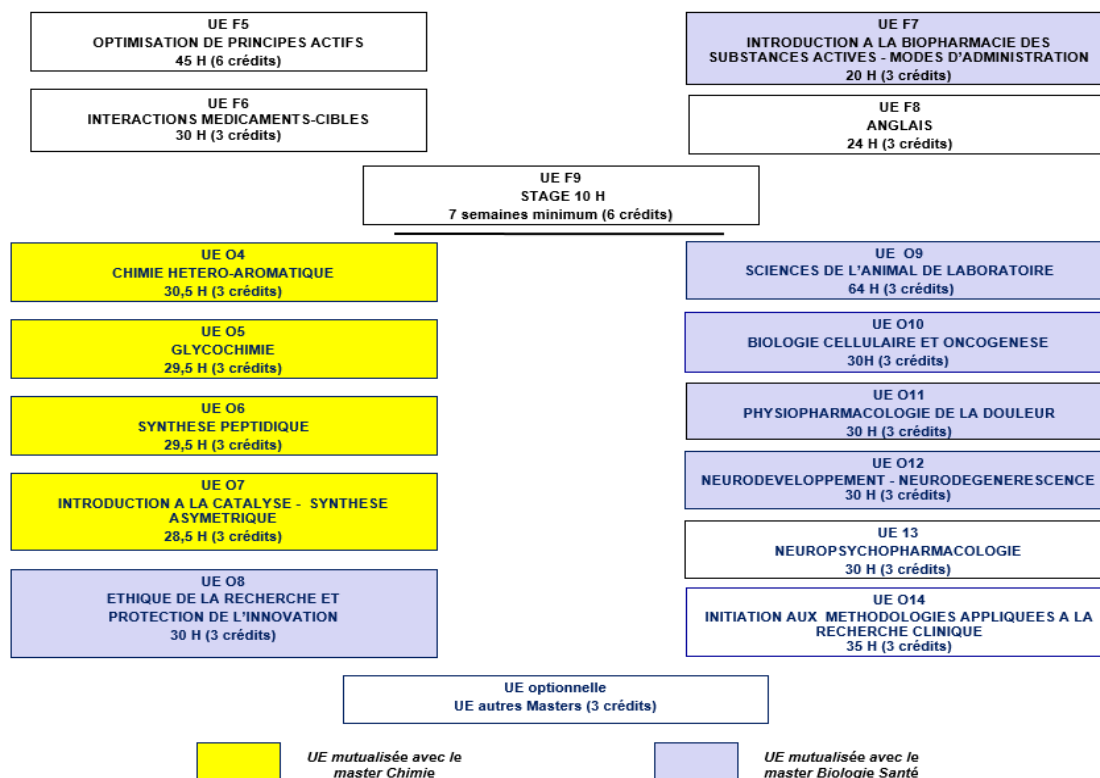 UE F5
OPTIMISATION DE PRINCIPES ACTIFS
45 H (6 crédits)
UE F7
INTRODUCTION A LA BIOPHARMACIE DES
SUBSTANCES ACTIVES - MODES D'ADMINISTRATION
20 H (3 crédits)
UE F6
INTERACTIONS MEDICAMENTS-CIBLES
30 H (3 crédits)
UE F8
ANGLAIS
24 H (3 crédits)
UE F9
STAGE 10 H
7 semaines minimum (6 crédits)
UE O4
CHIMIE HETERO-AROMATIQUE
30,5 H (3 crédits)
UE O5
GLYCOCHIMIE
29,5 H (3 crédits)
UE O6
SYNTHESE PEPTIDIQUE
29,5 H (3 crédits)
UE O7
INTRODUCTION A LA CATALYSE - SYNTHESE
ASYMETRIQUE
28,5 H (3 crédits)
UE O8
ETHIQUE DE LA RECHERCHE ET
PROTECTION DE L'INNOVATION
30 H (3 crédits)
UE O9
SCIENCES DE L'ANIMAL DE LABORATOIRE
64 H (3 crédits)
UE O10
BIOLOGIE CELLULAIRE ET ONCOGENESE
30H (3 crédits)
UE O11
PHYSIOPHARMACOLOGIE DE LA DOULEUR
30 H (3 crédits)
UE O12
NEURODEVELOPPEMENT - NEURODEGENERESCENCE
30 H (3 crédits)
UE 13
NEUROPSYCHOPHARMACOLOGIE
30 H (3 crédits)
UE O14
INITIATION AUX METHODOLOGIES APPLIQUEES A LA
RECHERCHE CLINIQUE
35 H (3 crédits)
UE optionnelle
UE autres Masters (3 crédits)
UE mutualisée avec le
master Chimie
UE mutualisée avec le
master Biologie Santé